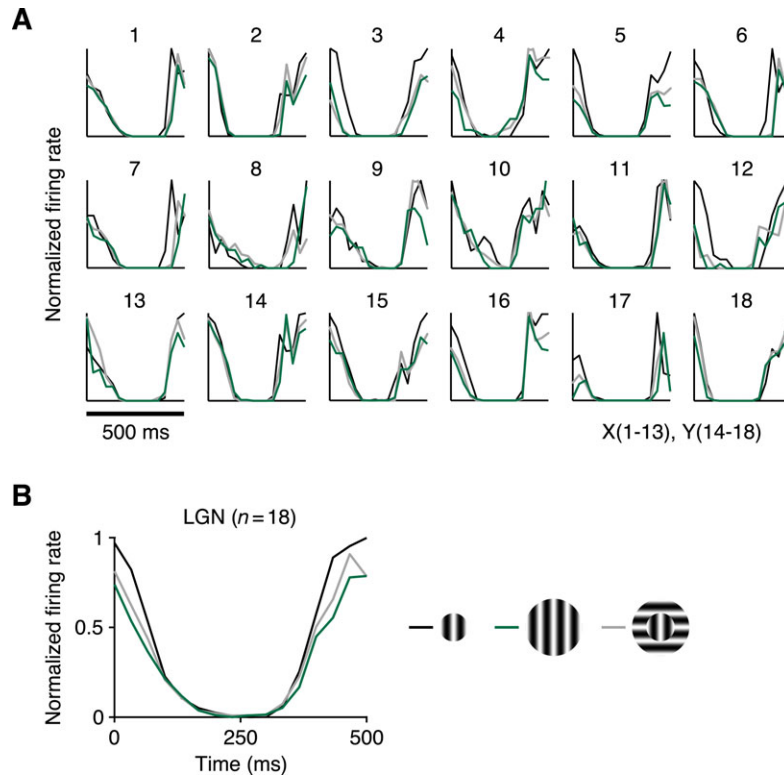 A
1 2 3 4 5 6
7 8 9 10 11 12
13 14 15 16 17 18
Normalized firing rate
500 ms
X(1-13), Y(14-18)
B
LGN (n=18)
Normalized firing rate
1
0.5
0
0 250 500
Time (ms)